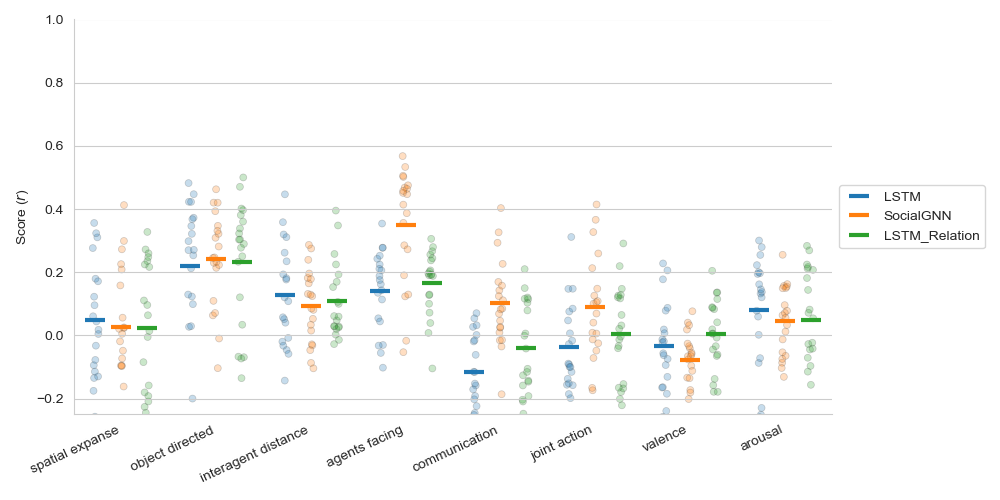 1.0
0.8
0.6
0.4
0.2
0.0
−0.2
Score (r)
spatial expanse
object directed
interagent distance
agents facing
communication
joint action
valence
arousal
LSTM
SocialGNN
LSTM_Relation